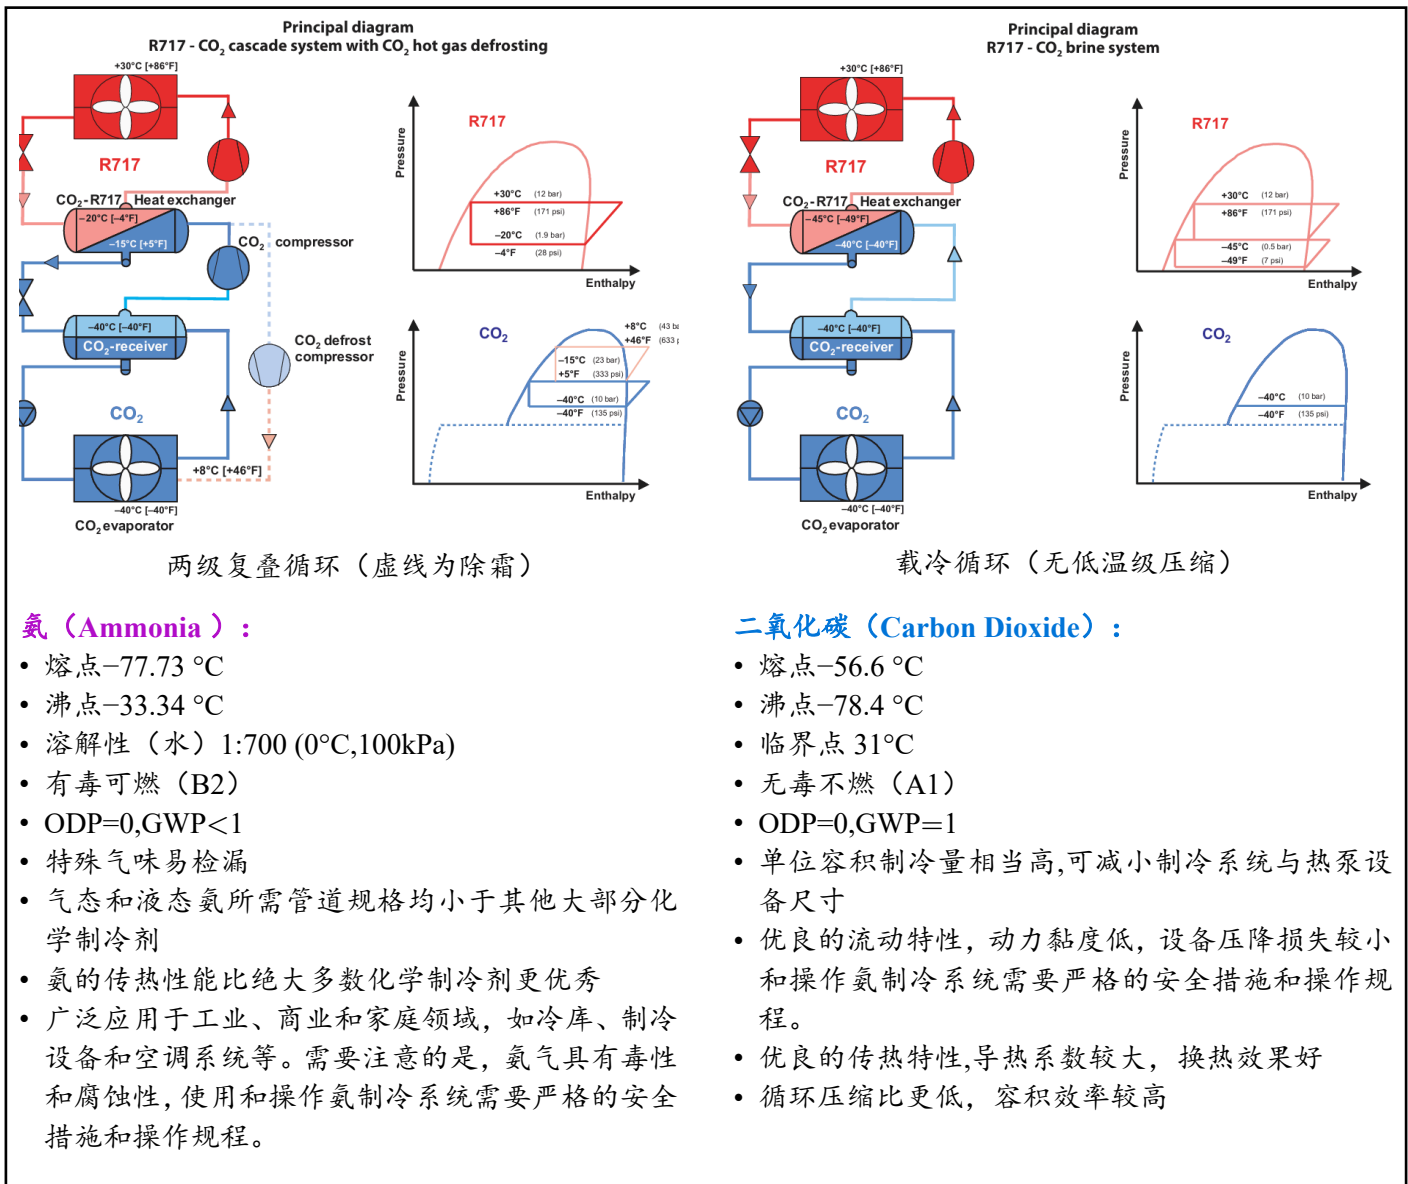 Principal diagram
R717 - CO₂ cascade system with CO₂ hot gas defrosting
+30°C [+86°F]
R717
CO₂-R717 Heat exchanger
–20°C [–4°F]
–15°C [+5°F]
CO₂ compressor
–40°C [–40°F]
CO₂-receiver
CO₂ defrost
compressor
CO₂
+8°C [+46°F]
–40°C [–40°F]
CO₂ evaporator
Pressure
R717
+30°C (12 bar)
+86°F (171 psi)
–20°C (1.9 bar)
–4°F (28 psi)
Enthalpy
Pressure
CO₂
+8°C (43 ba
+46°F (633 p
–15°C (23 bar)
+5°F (333 psi)
–40°C (10 bar)
–40°F (135 psi)
Enthalpy
两级复叠循环（虚线为除霜）
Principal diagram
R717 - CO₂ brine system
+30°C [+86°F]
R717
CO₂-R717 Heat exchanger
–45°C [–49°F]
–40°C [–40°F]
–40°C [–40°F]
CO₂-receiver
CO₂
–40°C [–40°F]
CO₂ evaporator
Pressure
R717
+30°C (12 bar)
+86°F (171 psi)
–45°C (0.5 bar)
–49°F (7 psi)
Enthalpy
Pressure
CO₂
–40°C (10 bar)
–40°F (135 psi)
Enthalpy
载冷循环（无低温级压缩）
氨（Ammonia ）：
• 熔点−77.73 °C
• 沸点−33.34 °C
• 溶解性（水）1:700 (0°C,100kPa)
• 有毒可燃（B2）
• ODP=0,GWP<1
• 特殊气味易检漏
• 气态和液态氨所需管道规格均小于其他大部分化
学制冷剂
• 氨的传热性能比绝大多数化学制冷剂更优秀
• 广泛应用于工业、商业和家庭领域，如冷库、制冷
设备和空调系统等。需要注意的是，氨气具有毒性
和腐蚀性，使用和操作氨制冷系统需要严格的安全
措施和操作规程。
二氧化碳（Carbon Dioxide）：
• 熔点−56.6 °C
• 沸点−78.4 °C
• 临界点 31°C
• 无毒不燃（A1）
• ODP=0,GWP=1
• 单位容积制冷量相当高,可减小制冷系统与热泵设
备尺寸
• 优良的流动特性，动力黏度低，设备压降损失较小
和操作氨制冷系统需要严格的安全措施和操作规
程。
• 优良的传热特性,导热系数较大，换热效果好
• 循环压缩比更低，容积效率较高